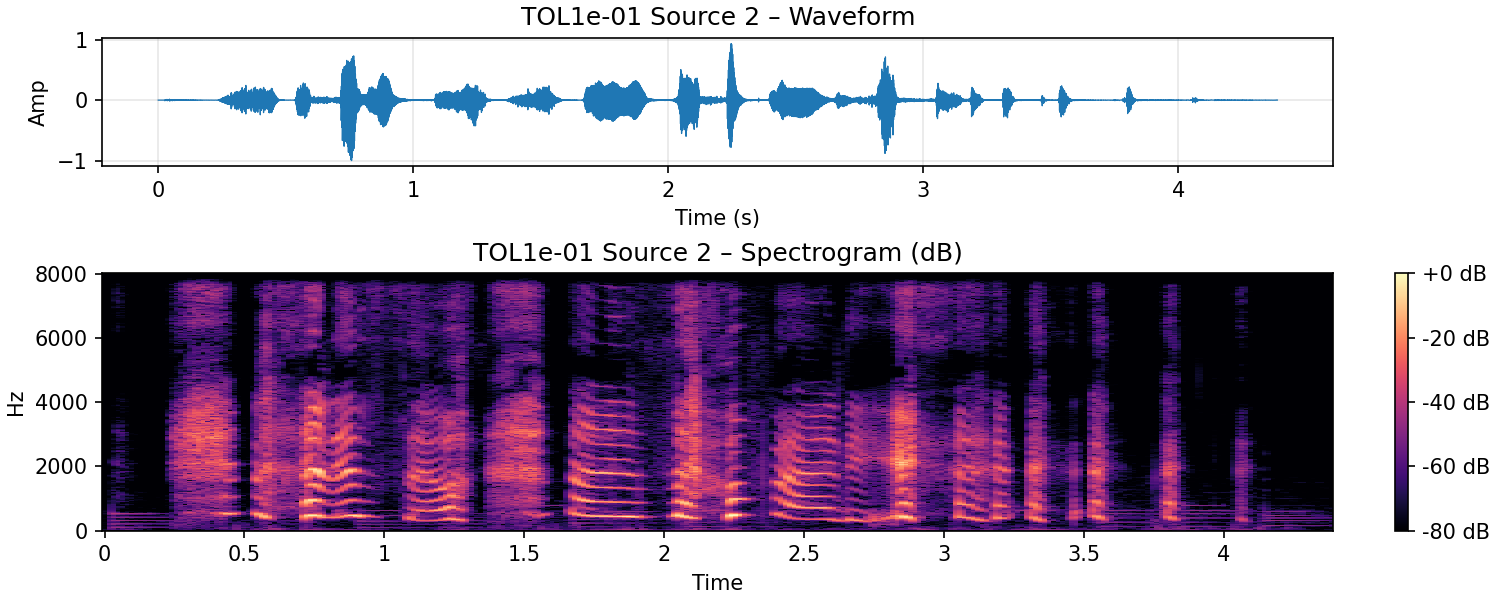 TOL1e-01 Source 2 – Waveform
1
0
−1
Amp
0 1 2 3 4
Time (s)
TOL1e-01 Source 2 – Spectrogram (dB)
8000
6000
4000
2000
0
Hz
0 0.5 1 1.5 2 2.5 3 3.5 4
Time
+0 dB
-20 dB
-40 dB
-60 dB
-80 dB